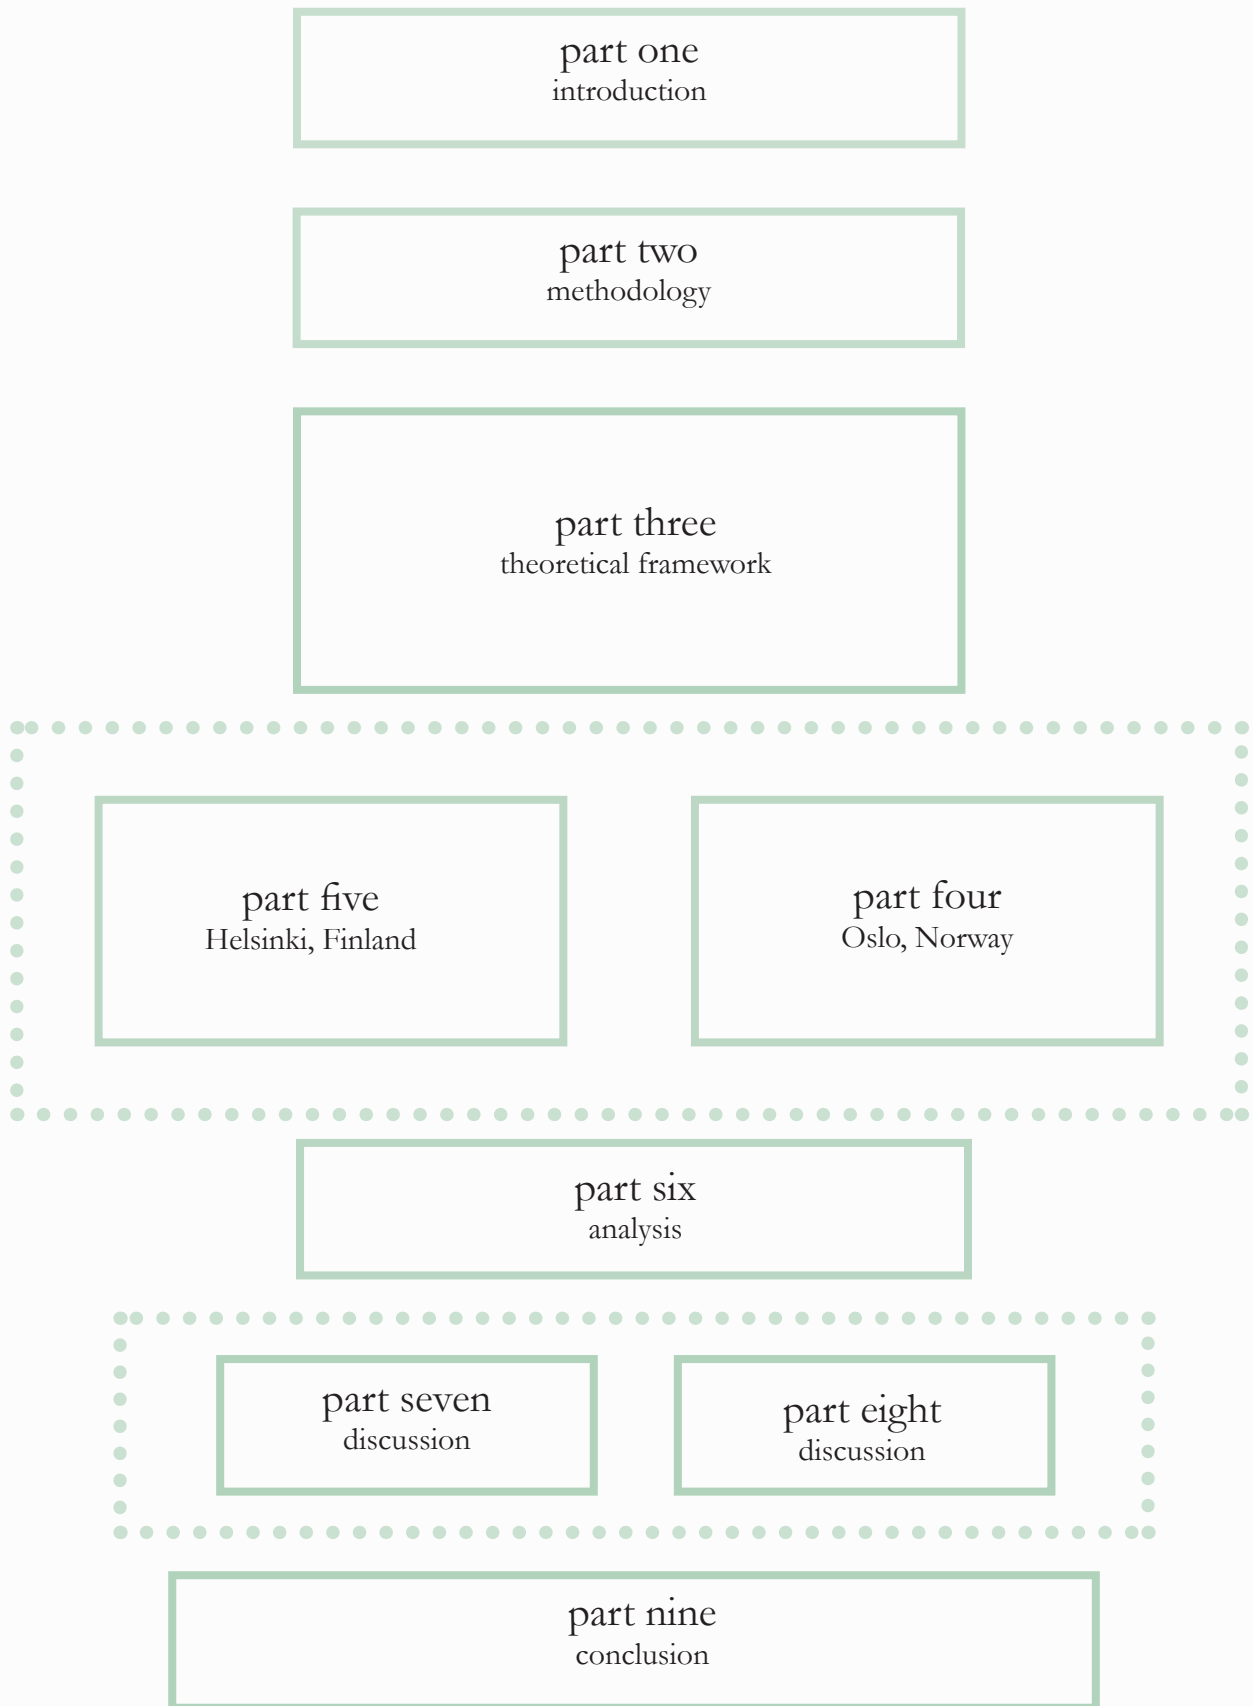 part one
introduction
part two
methodology
part three
theoretical framework
part five
Helsinki, Finland
part four
Oslo, Norway
part six
analysis
part seven
discussion
part eight
discussion
part nine
conclusion